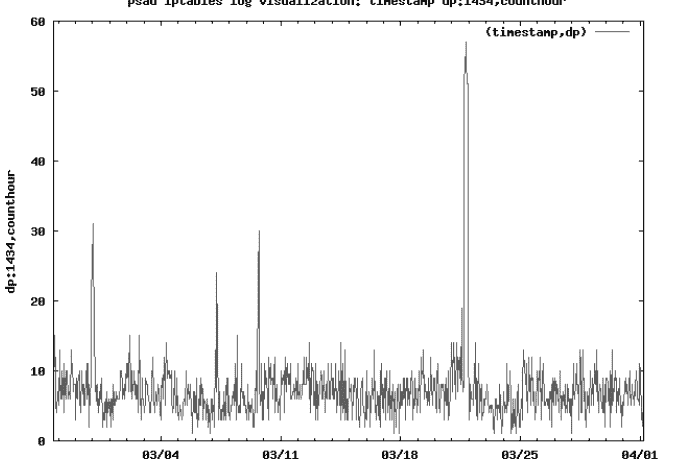 psad iptables log visualization: timestamp dp:1434,counthour
60
(timestamp,dp)
50
40
30
20
10
0
dp:1434,counthour
03/04 03/11 03/18 03/25 04/01